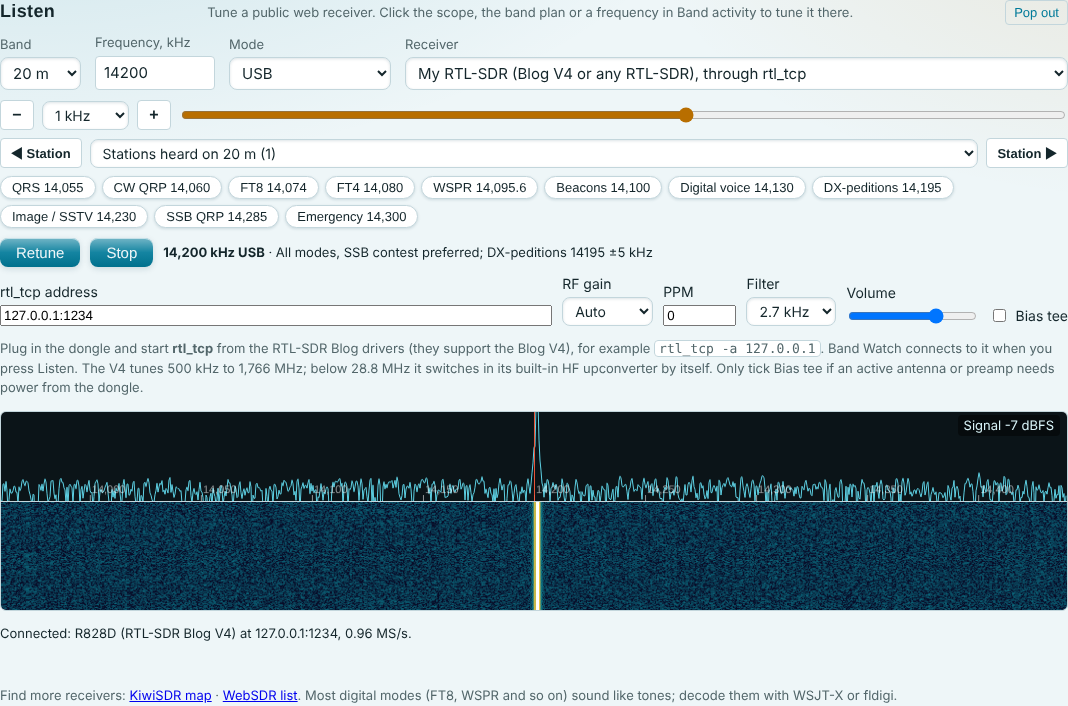 Listen
Tune a public web receiver. Click the scope, the band plan or a frequency in Band activity to tune it there.
Pop out
Band
Frequency, kHz
Mode
Receiver
20 m
14200
USB
My RTL-SDR (Blog V4 or any RTL-SDR), through rtl_tcp
−
1 kHz
+
◀ Station
Stations heard on 20 m (1)
Station ▶
QRS 14,055
CW QRP 14,060
FT8 14,074
FT4 14,080
WSPR 14,095.6
Beacons 14,100
Digital voice 14,130
DX-peditions 14,195
Image / SSTV 14,230
SSB QRP 14,285
Emergency 14,300
Retune
Stop
14,200 kHz USB · All modes, SSB contest preferred; DX-peditions 14195 ±5 kHz
rtl_tcp address
RF gain
PPM
Filter
Volume
127.0.0.1:1234
Auto
0
2.7 kHz
Bias tee
Plug in the dongle and start rtl_tcp from the RTL-SDR Blog drivers (they support the Blog V4), for example rtl_tcp -a 127.0.0.1. Band Watch connects to it when you
press Listen. The V4 tunes 500 kHz to 1,766 MHz; below 28.8 MHz it switches in its built-in HF upconverter by itself. Only tick Bias tee if an active antenna or preamp needs
power from the dongle.
Signal -7 dBFS
Connected: R828D (RTL-SDR Blog V4) at 127.0.0.1:1234, 0.96 MS/s.
Find more receivers: KiwiSDR map · WebSDR list. Most digital modes (FT8, WSPR and so on) sound like tones; decode them with WSJT-X or fldigi.